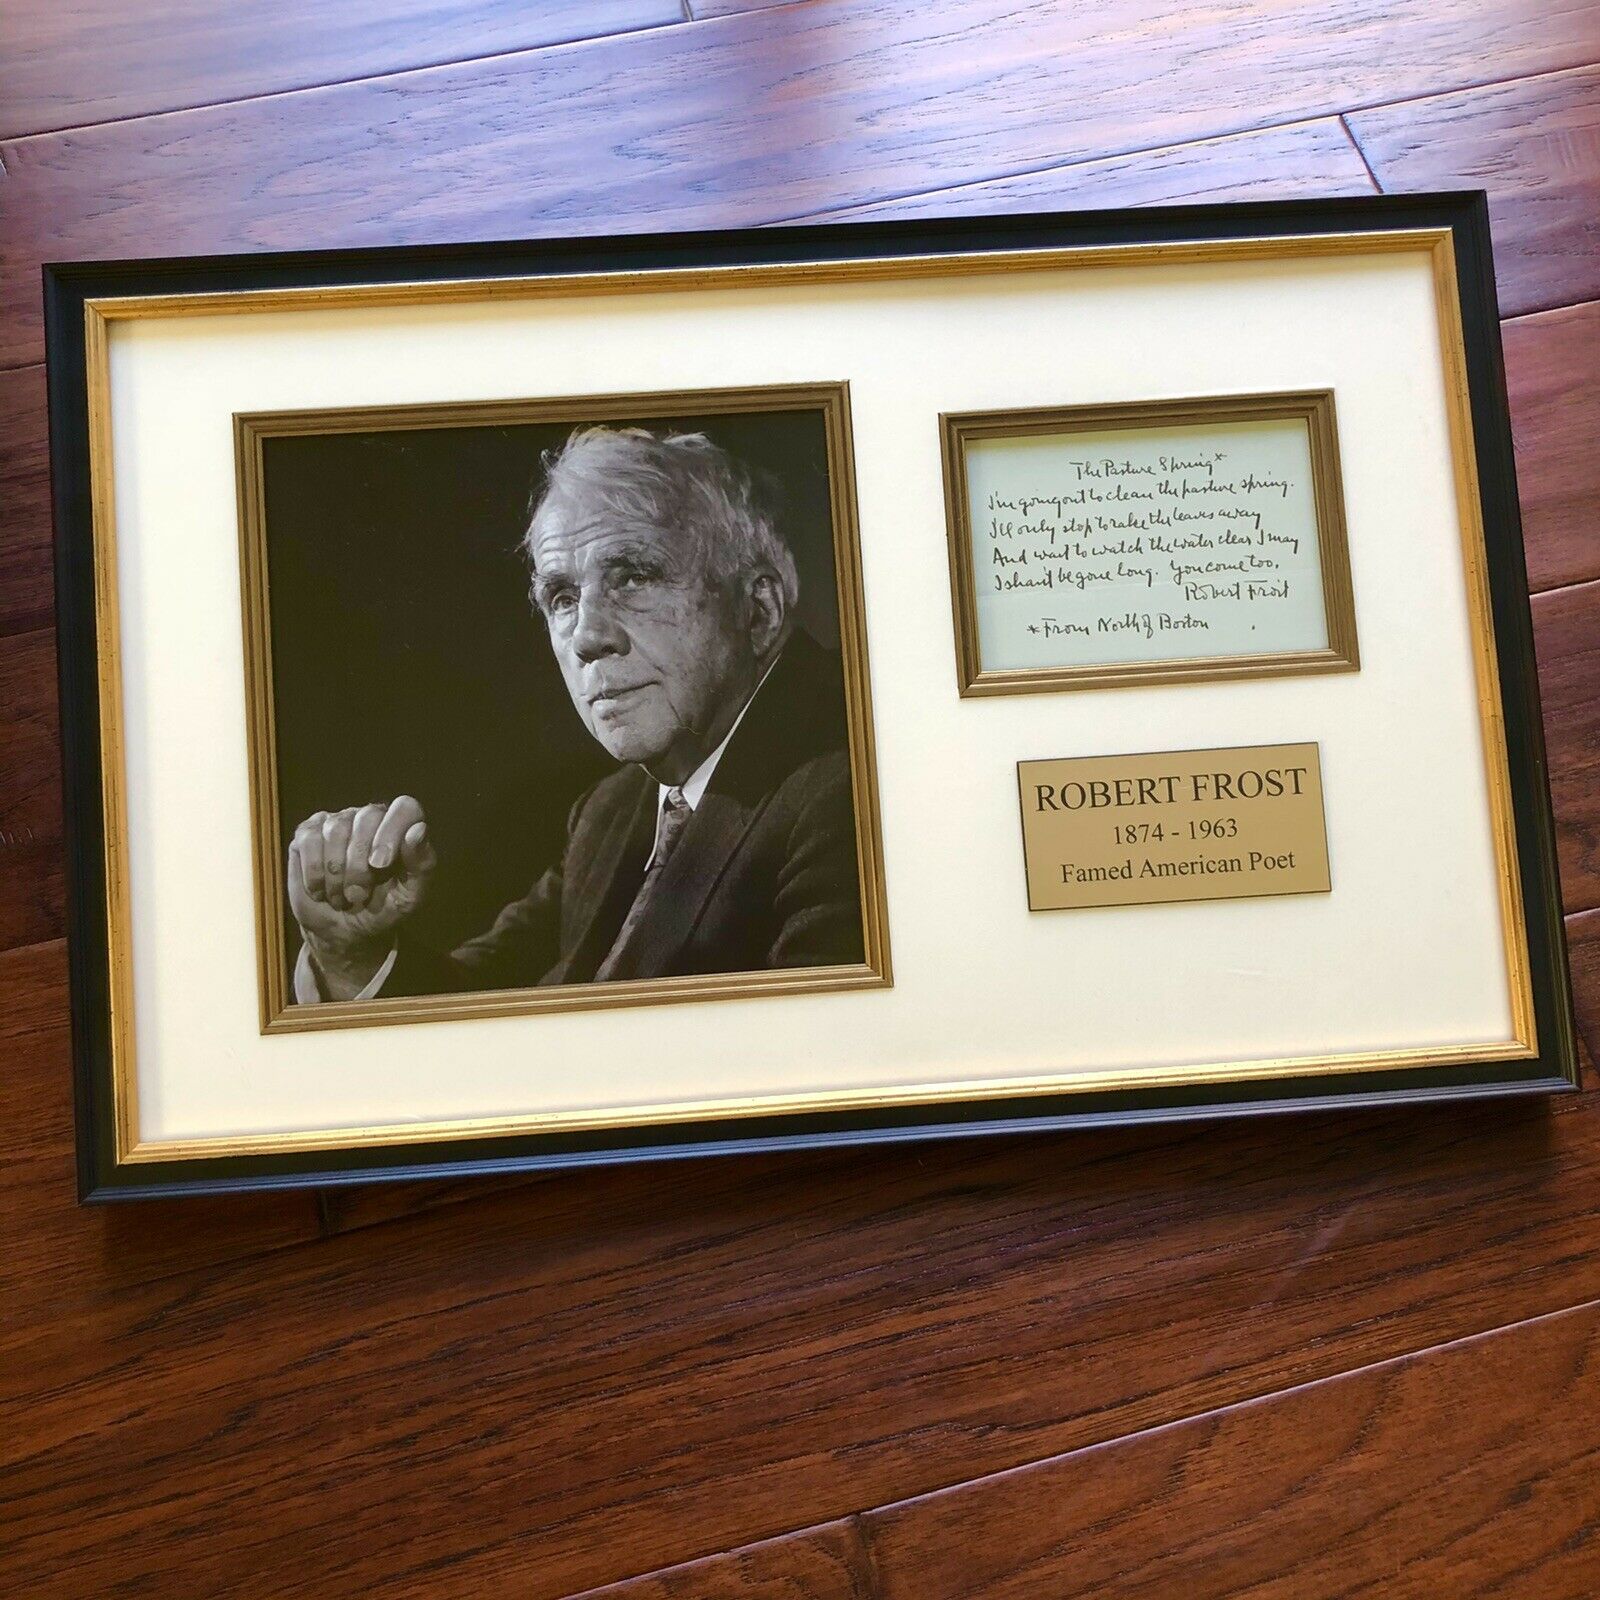 The Pasture Spring*
I'm going out to clean the pasture spring.
I'll only stop to rake the leaves away
And wait to watch the water clear I may
I shan't be gone long. You come too.
Robert Frost
*From North of Boston
ROBERT FROST
1874 - 1963
Famed American Poet